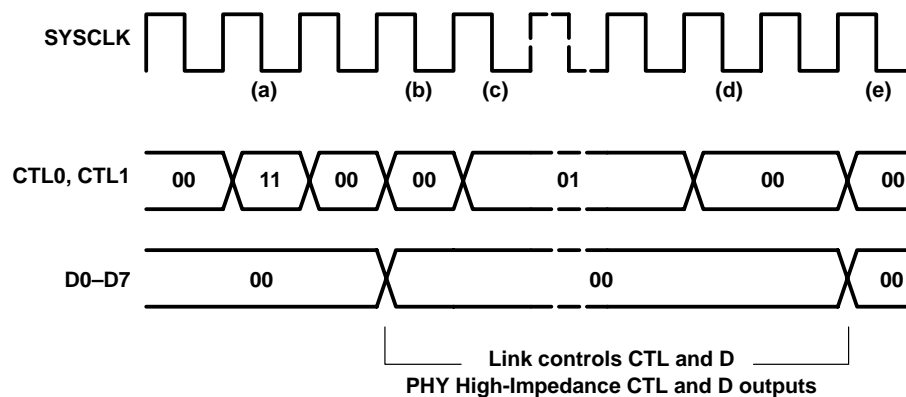 SYSCLK
(a) (b) (c) (d) (e)
CTL0, CTL1 00 11 00 00 01 00 00
D0–D7 00 00 00
Link controls CTL and D
PHY High-Impedance CTL and D outputs